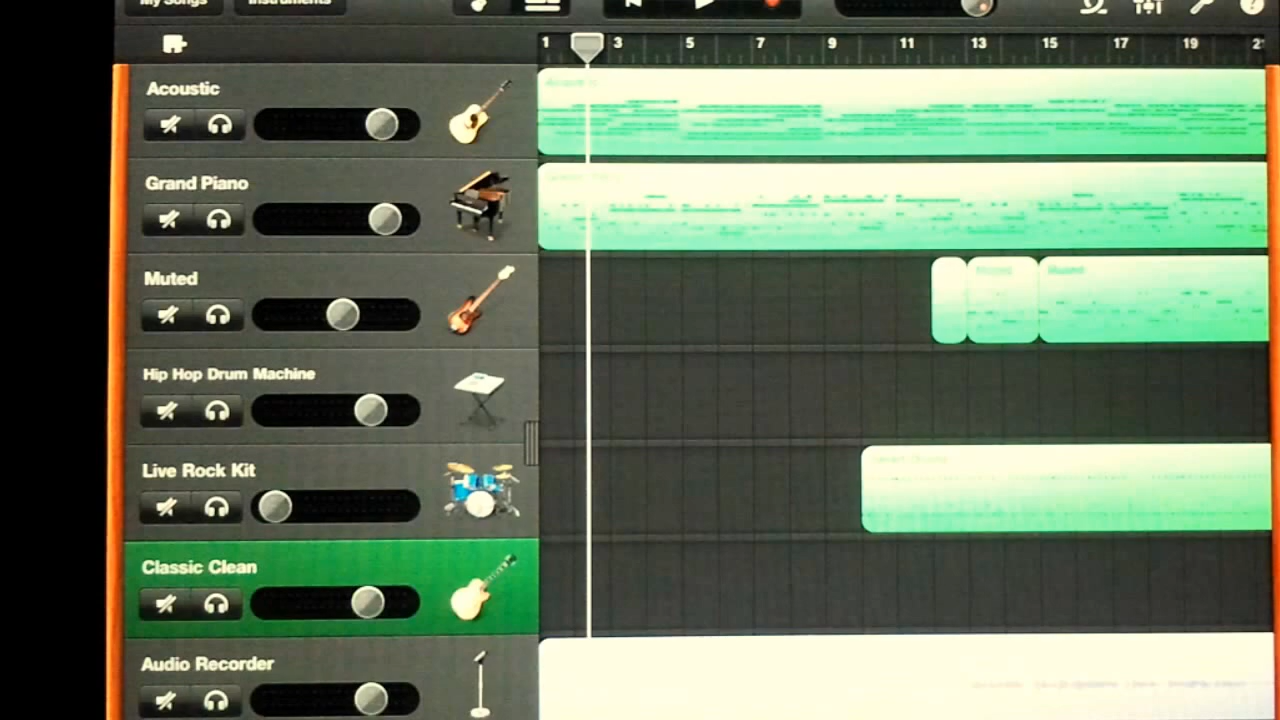 My Songs Instruments
1 3 5 7 9 11 13 15 17 19
Acoustic
Grand Piano
Muted
Muted
Hip Hop Drum Machine
Live Rock Kit
Classic Clean
Audio Recorder